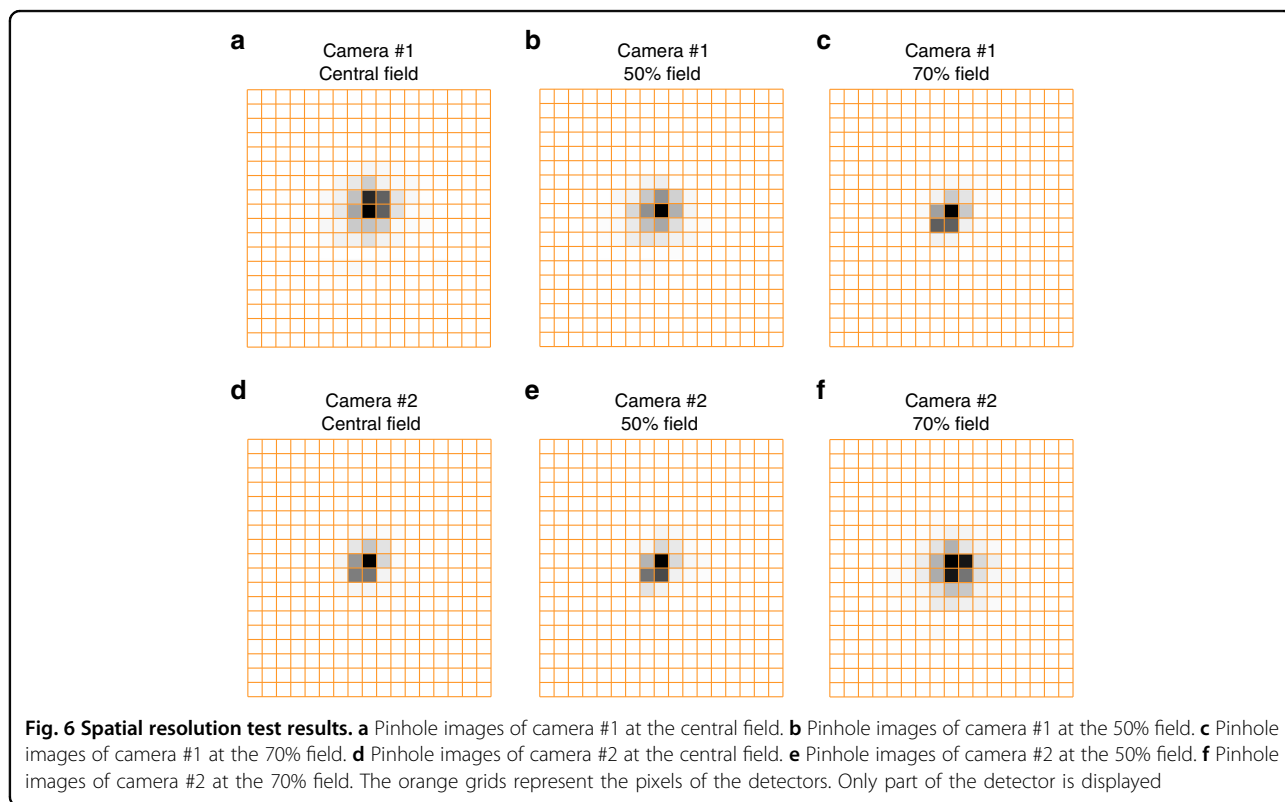 a
Camera #1
Central field
b
Camera #1
50% field
c
Camera #1
70% field
d
Camera #2
Central field
e
Camera #2
50% field
f
Camera #2
70% field
Fig. 6 Spatial resolution test results. a Pinhole images of camera #1 at the central field. b Pinhole images of camera #1 at the 50% field. c Pinhole
images of camera #1 at the 70% field. d Pinhole images of camera #2 at the central field. e Pinhole images of camera #2 at the 50% field. f Pinhole
images of camera #2 at the 70% field. The orange grids represent the pixels of the detectors. Only part of the detector is displayed